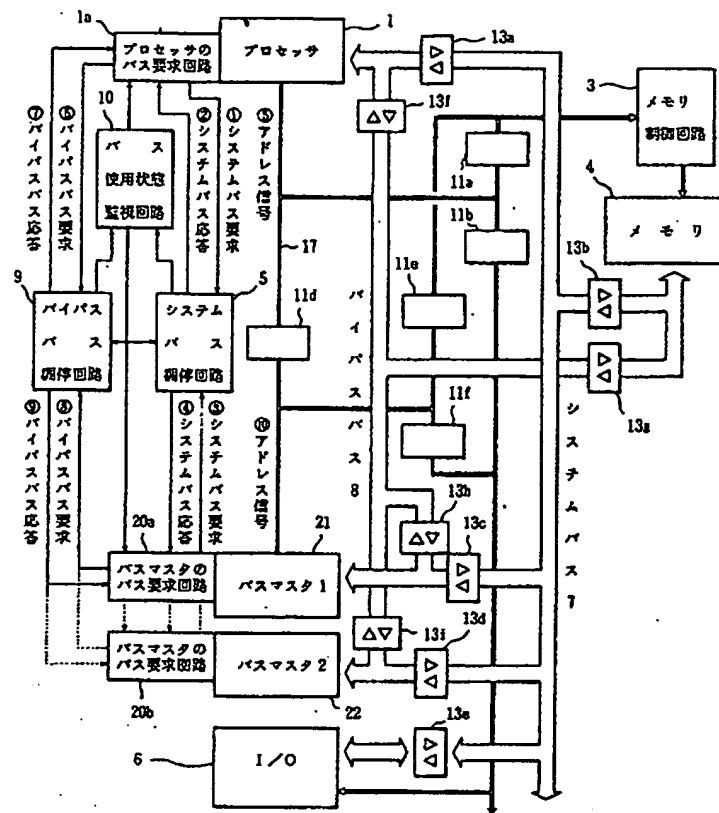 1a
1
プロセッサの
バス要求回路
プロセッサ
13a
3
メモリ
制御回路
13f
10
バス
使用状態
監視回路
⑦バイパスバス応答
⑥バイパスバス要求
②システムバス応答
①システムバス要求
⑤アドレス信号
11a
4
メモリ
11b
17
13b
9
バイパス
バス
調停回路
5
システム
バス
調停回路
11d
11e
バイパスバス
8
13g
システムバス
7
⑨バイパスバス応答
⑧バイパスバス要求
④システムバス応答
③システムバス要求
⑩アドレス信号
11f
20a
21
13b
13c
バスマスタの
バス要求回路
バスマスタ1
13i
13d
バスマスタの
バス要求回路
バスマスタ2
20b
22
13e
6
I/O